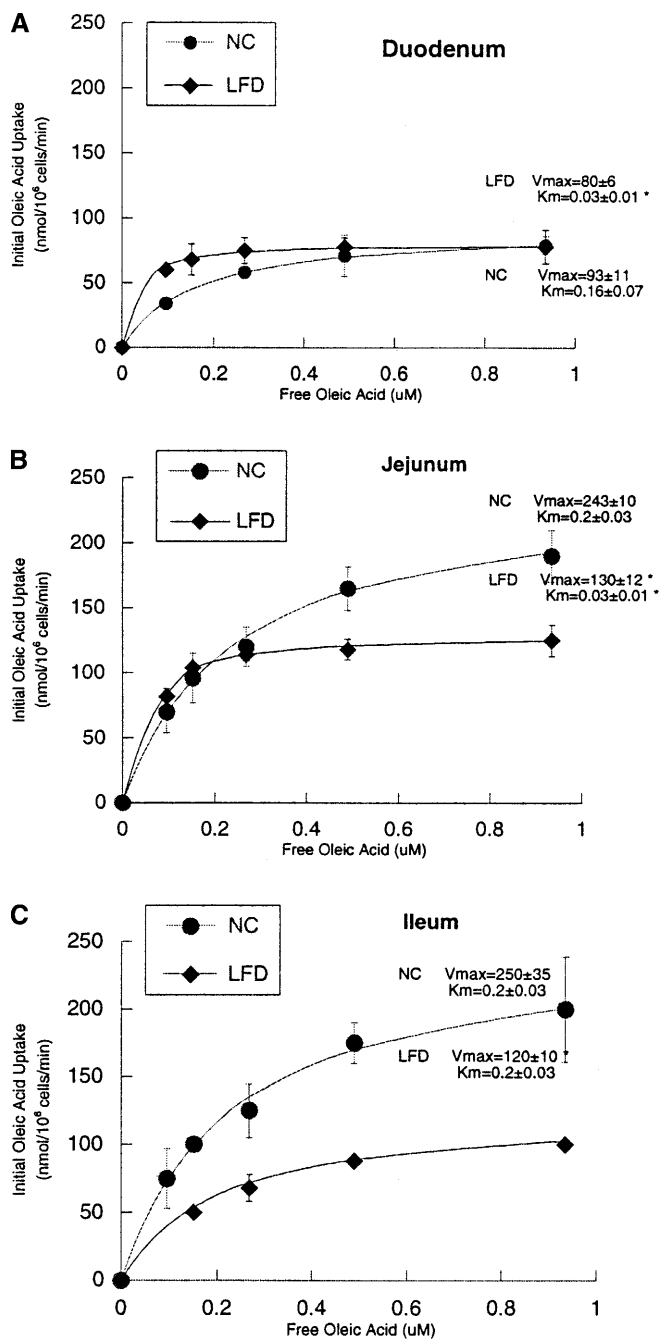 A
NC
LFD
Duodenum
250
200
150
100
50
0
Initial Oleic Acid Uptake
(nmol/10⁶ cells/min)
LFD Vmax=80±6
Km=0.03±0.01 *
NC Vmax=93±11
Km=0.16±0.07
0 0.2 0.4 0.6 0.8 1
Free Oleic Acid (uM)
B
NC
LFD
Jejunum
250
200
150
100
50
0
Initial Oleic Acid Uptake
(nmol/10⁶ cells/min)
NC Vmax=243±10
Km=0.2±0.03
LFD Vmax=130±12 *
Km=0.03±0.01 *
0 0.2 0.4 0.6 0.8 1
Free Oleic Acid (uM)
C
NC
LFD
Ileum
250
200
150
100
50
0
Initial Oleic Acid Uptake
(nmol/10⁶ cells/min)
NC Vmax=250±35
Km=0.2±0.03
LFD Vmax=120±10 *
Km=0.2±0.03
0 0.2 0.4 0.6 0.8 1
Free Oleic Acid (uM)